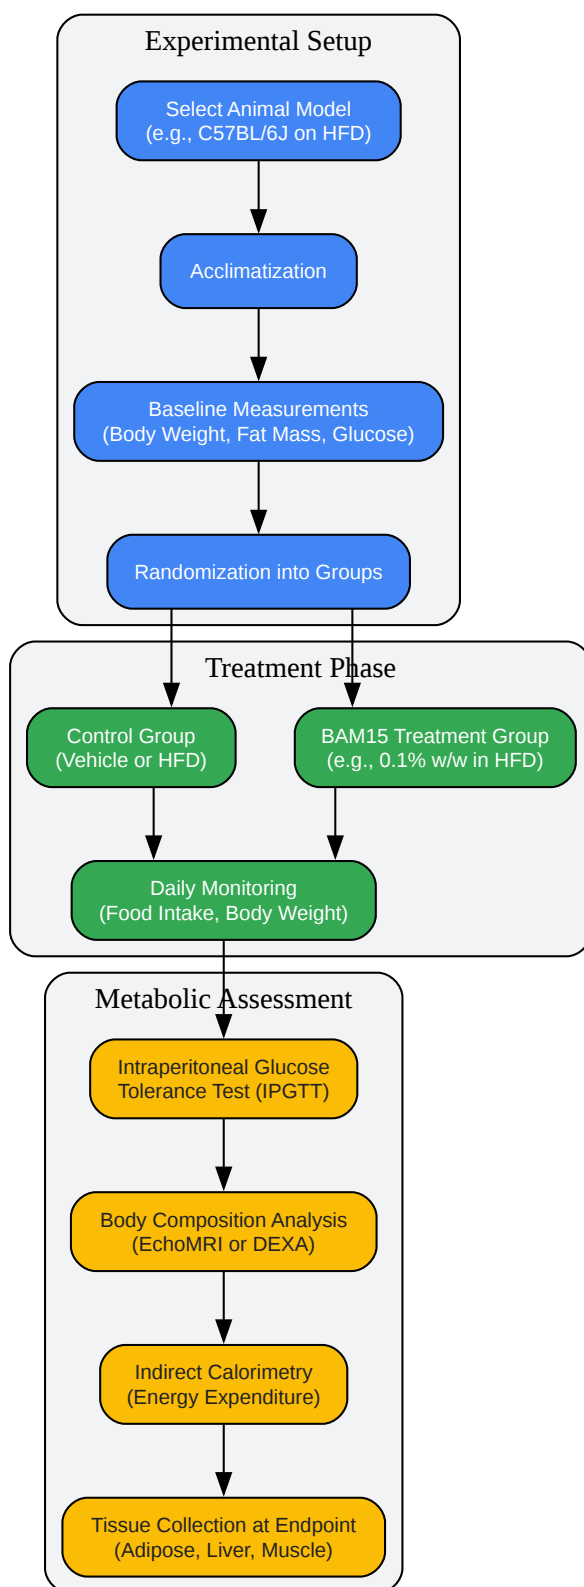 Experimental Setup
Select Animal Model
(e.g., C57BL/6J on HFD)
Acclimatization
Baseline Measurements
(Body Weight, Fat Mass, Glucose)
Randomization into Groups
Treatment Phase
Control Group
(Vehicle or HFD)
BAM15 Treatment Group
(e.g., 0.1% w/w in HFD)
Daily Monitoring
(Food Intake, Body Weight)
Metabolic Assessment
Intraperitoneal Glucose
Tolerance Test (IPGTT)
Body Composition Analysis
(EchoMRI or DEXA)
Indirect Calorimetry
(Energy Expenditure)
Tissue Collection at Endpoint
(Adipose, Liver, Muscle)